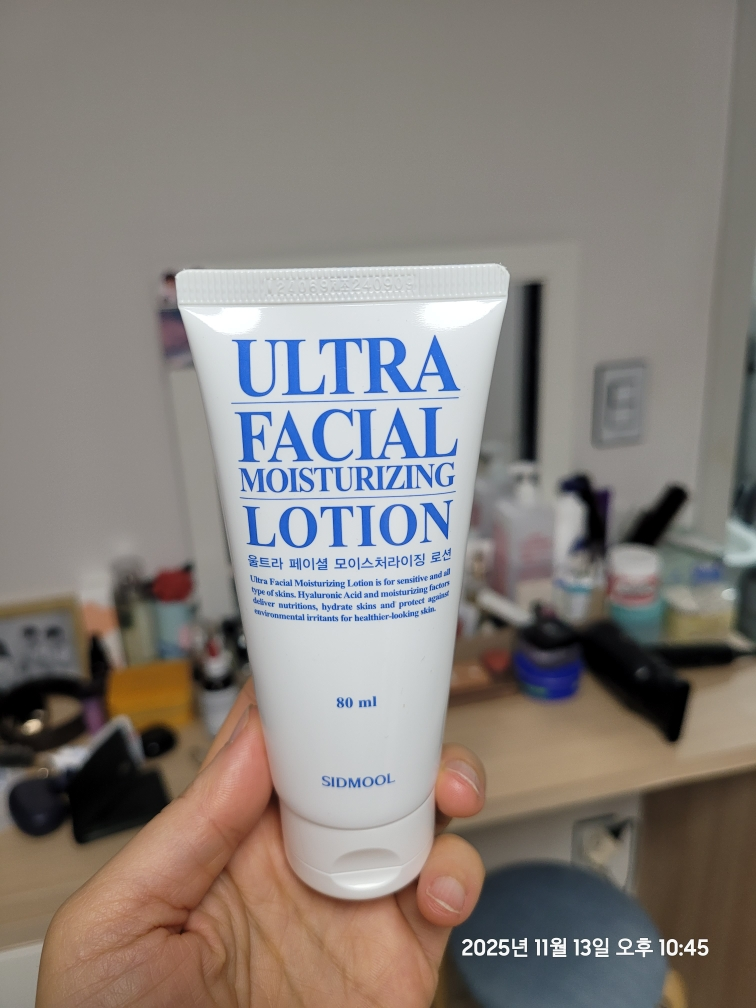 ULTRA
FACIAL
MOISTURIZING
LOTION
울트라 페이셜 모이스처라이징 로션
Ultra Facial Moisturizing Lotion is for sensitive and all
type of skins. Hyaluronic Acid and moisturizing factors
deliver nutritions, hydrate skins and protect against
environmental irritants for healthier-looking skin.
80 ml
SIDMOOL
2025년 11월 13일 오후 10:45